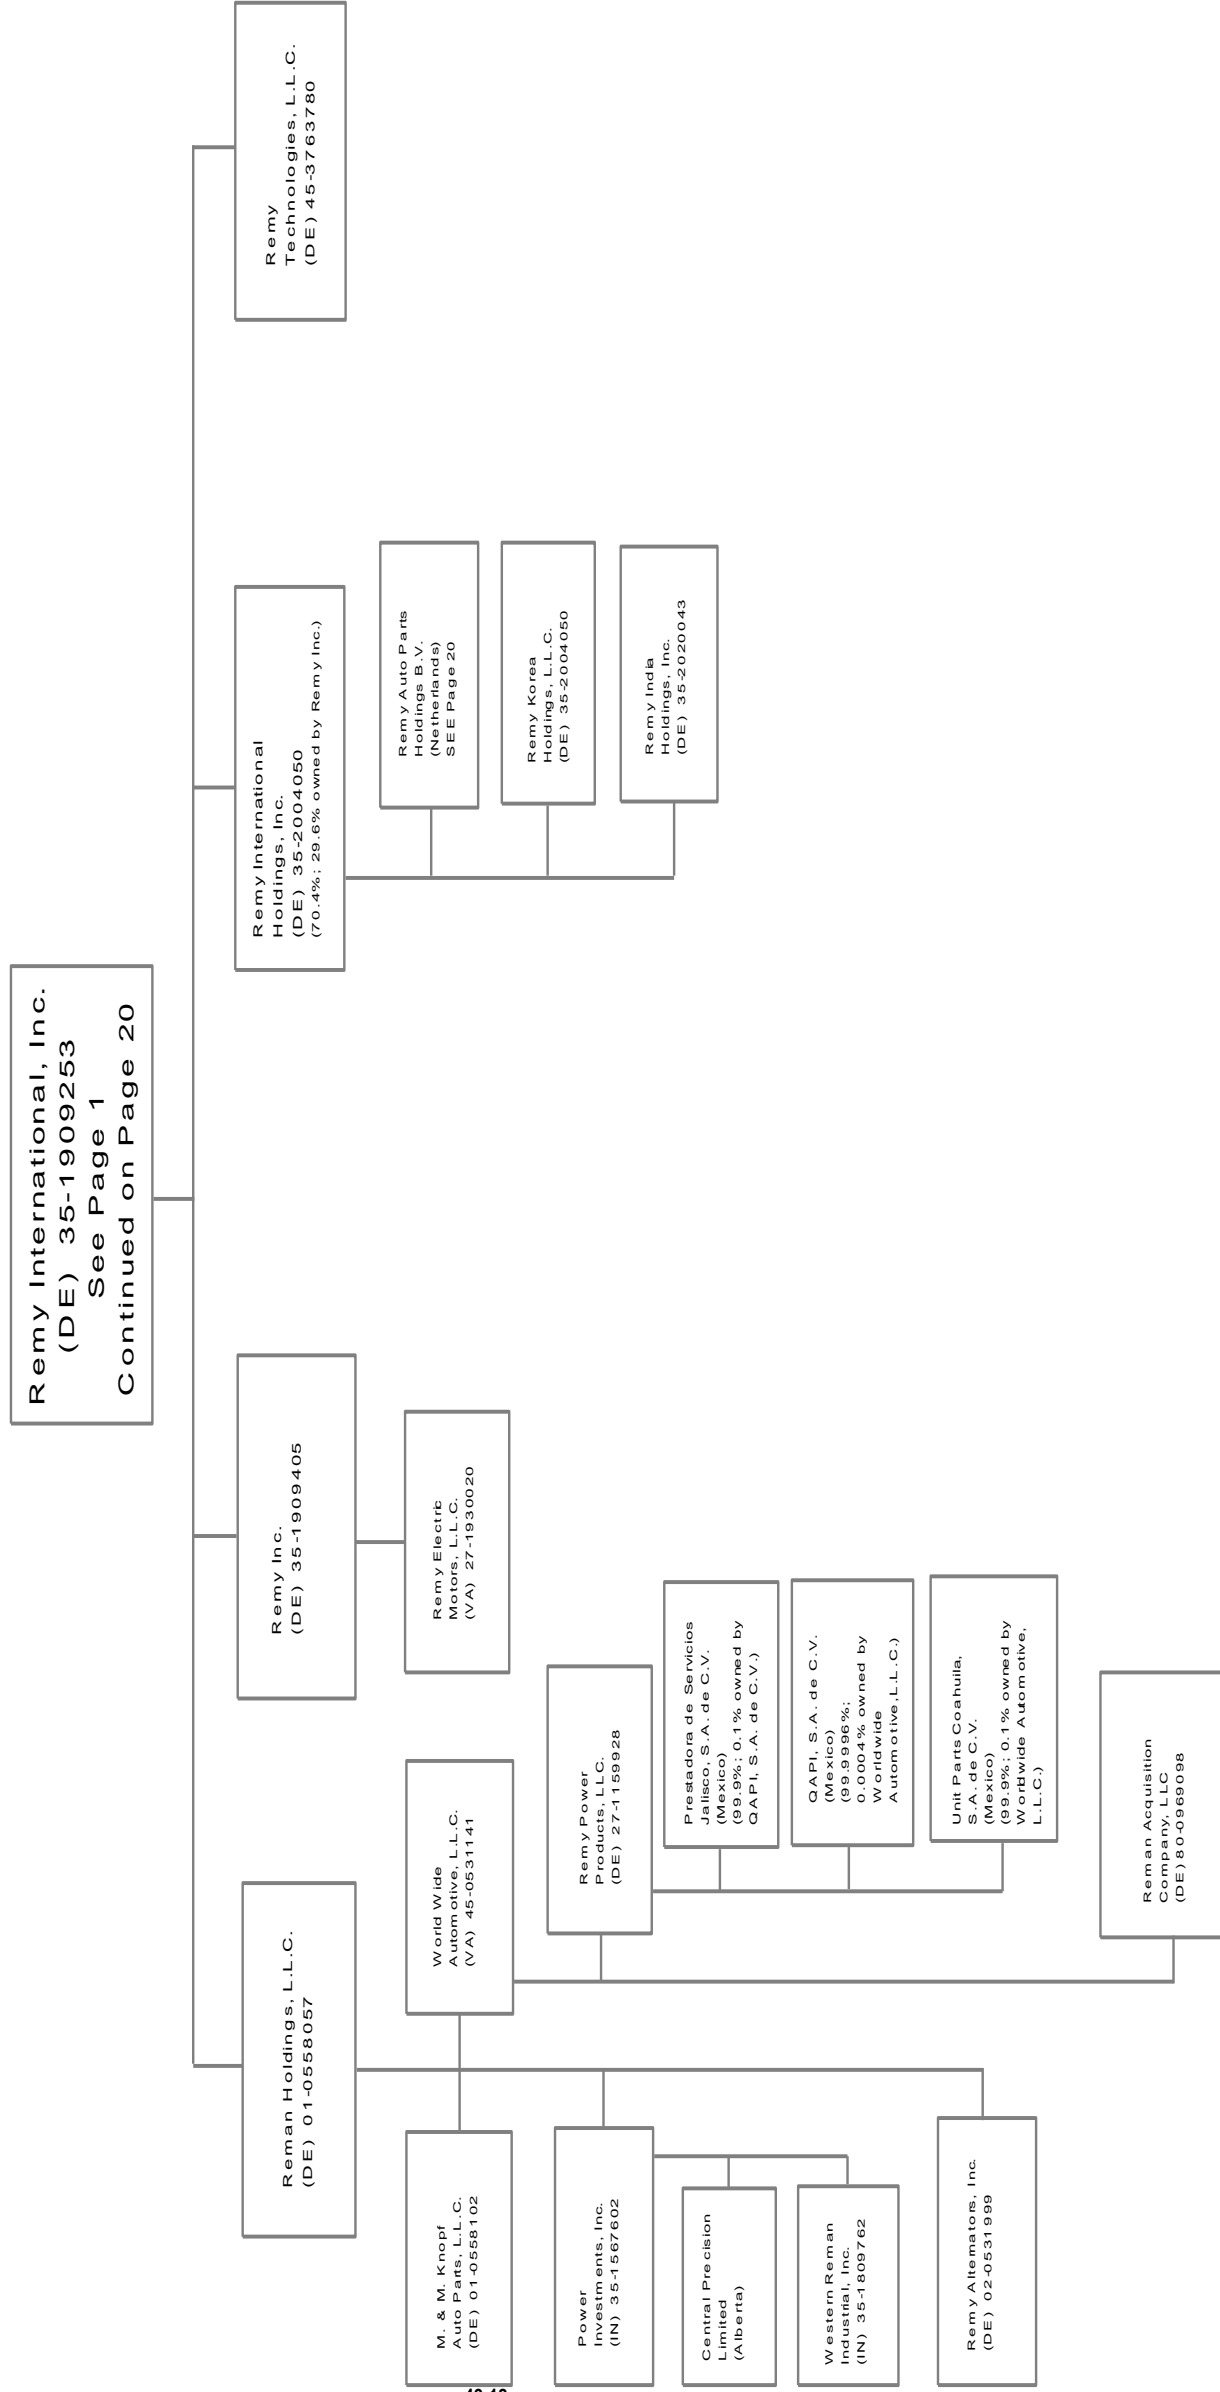 Remy International, Inc.
(DE) 35-1909253
See Page 1
Continued on Page 20
Reman Holdings, L.L.C.
(DE) 01-0558057
Remy Inc.
(DE) 35-1909405
Remy International
Holdings, Inc.
(DE) 35-2004050
(70.4%; 29.6% owned by Remy Inc.)
Remy
Technologies, L.L.C.
(DE) 45-3763780
M. & M. Knopf
Auto Parts, L.L.C.
(DE) 01-0558102
World Wide
Automotive, L.L.C.
(VA) 45-0531141
Remy Electric
Motors, L.L.C.
(VA) 27-1930020
Remy Auto Parts
Holdings B.V.
(Netherlands)
SEE Page 20
Remy Korea
Holdings, L.L.C.
(DE) 35-2004050
Remy India
Holdings, Inc.
(DE) 35-2020043
Power
Investments, Inc.
(IN) 35-1567602
Remy Power
Products, LLC.
(DE) 27-1159928
Central Precision
Limited
(Alberta)
Prestadora de Servicios
Jalisco, S.A. de C.V.
(Mexico)
(99.9%; 0.1% owned by
QAPI, S.A. de C.V.)
Western Reman
Industrial, Inc.
(IN) 35-1809762
QAPI, S.A. de C.V.
(Mexico)
(99.9996%;
0.0004% owned by
Worldwide
Automotive, L.L.C.)
Remy Alternators, Inc.
(DE) 02-0531999
Unit Parts Coahuila,
S.A. de C.V.
(Mexico)
(99.9%; 0.1% owned by
Worldwide Automotive,
L.L.C.)
Reman Acquisition
Company, LLC
(DE) 80-0969098